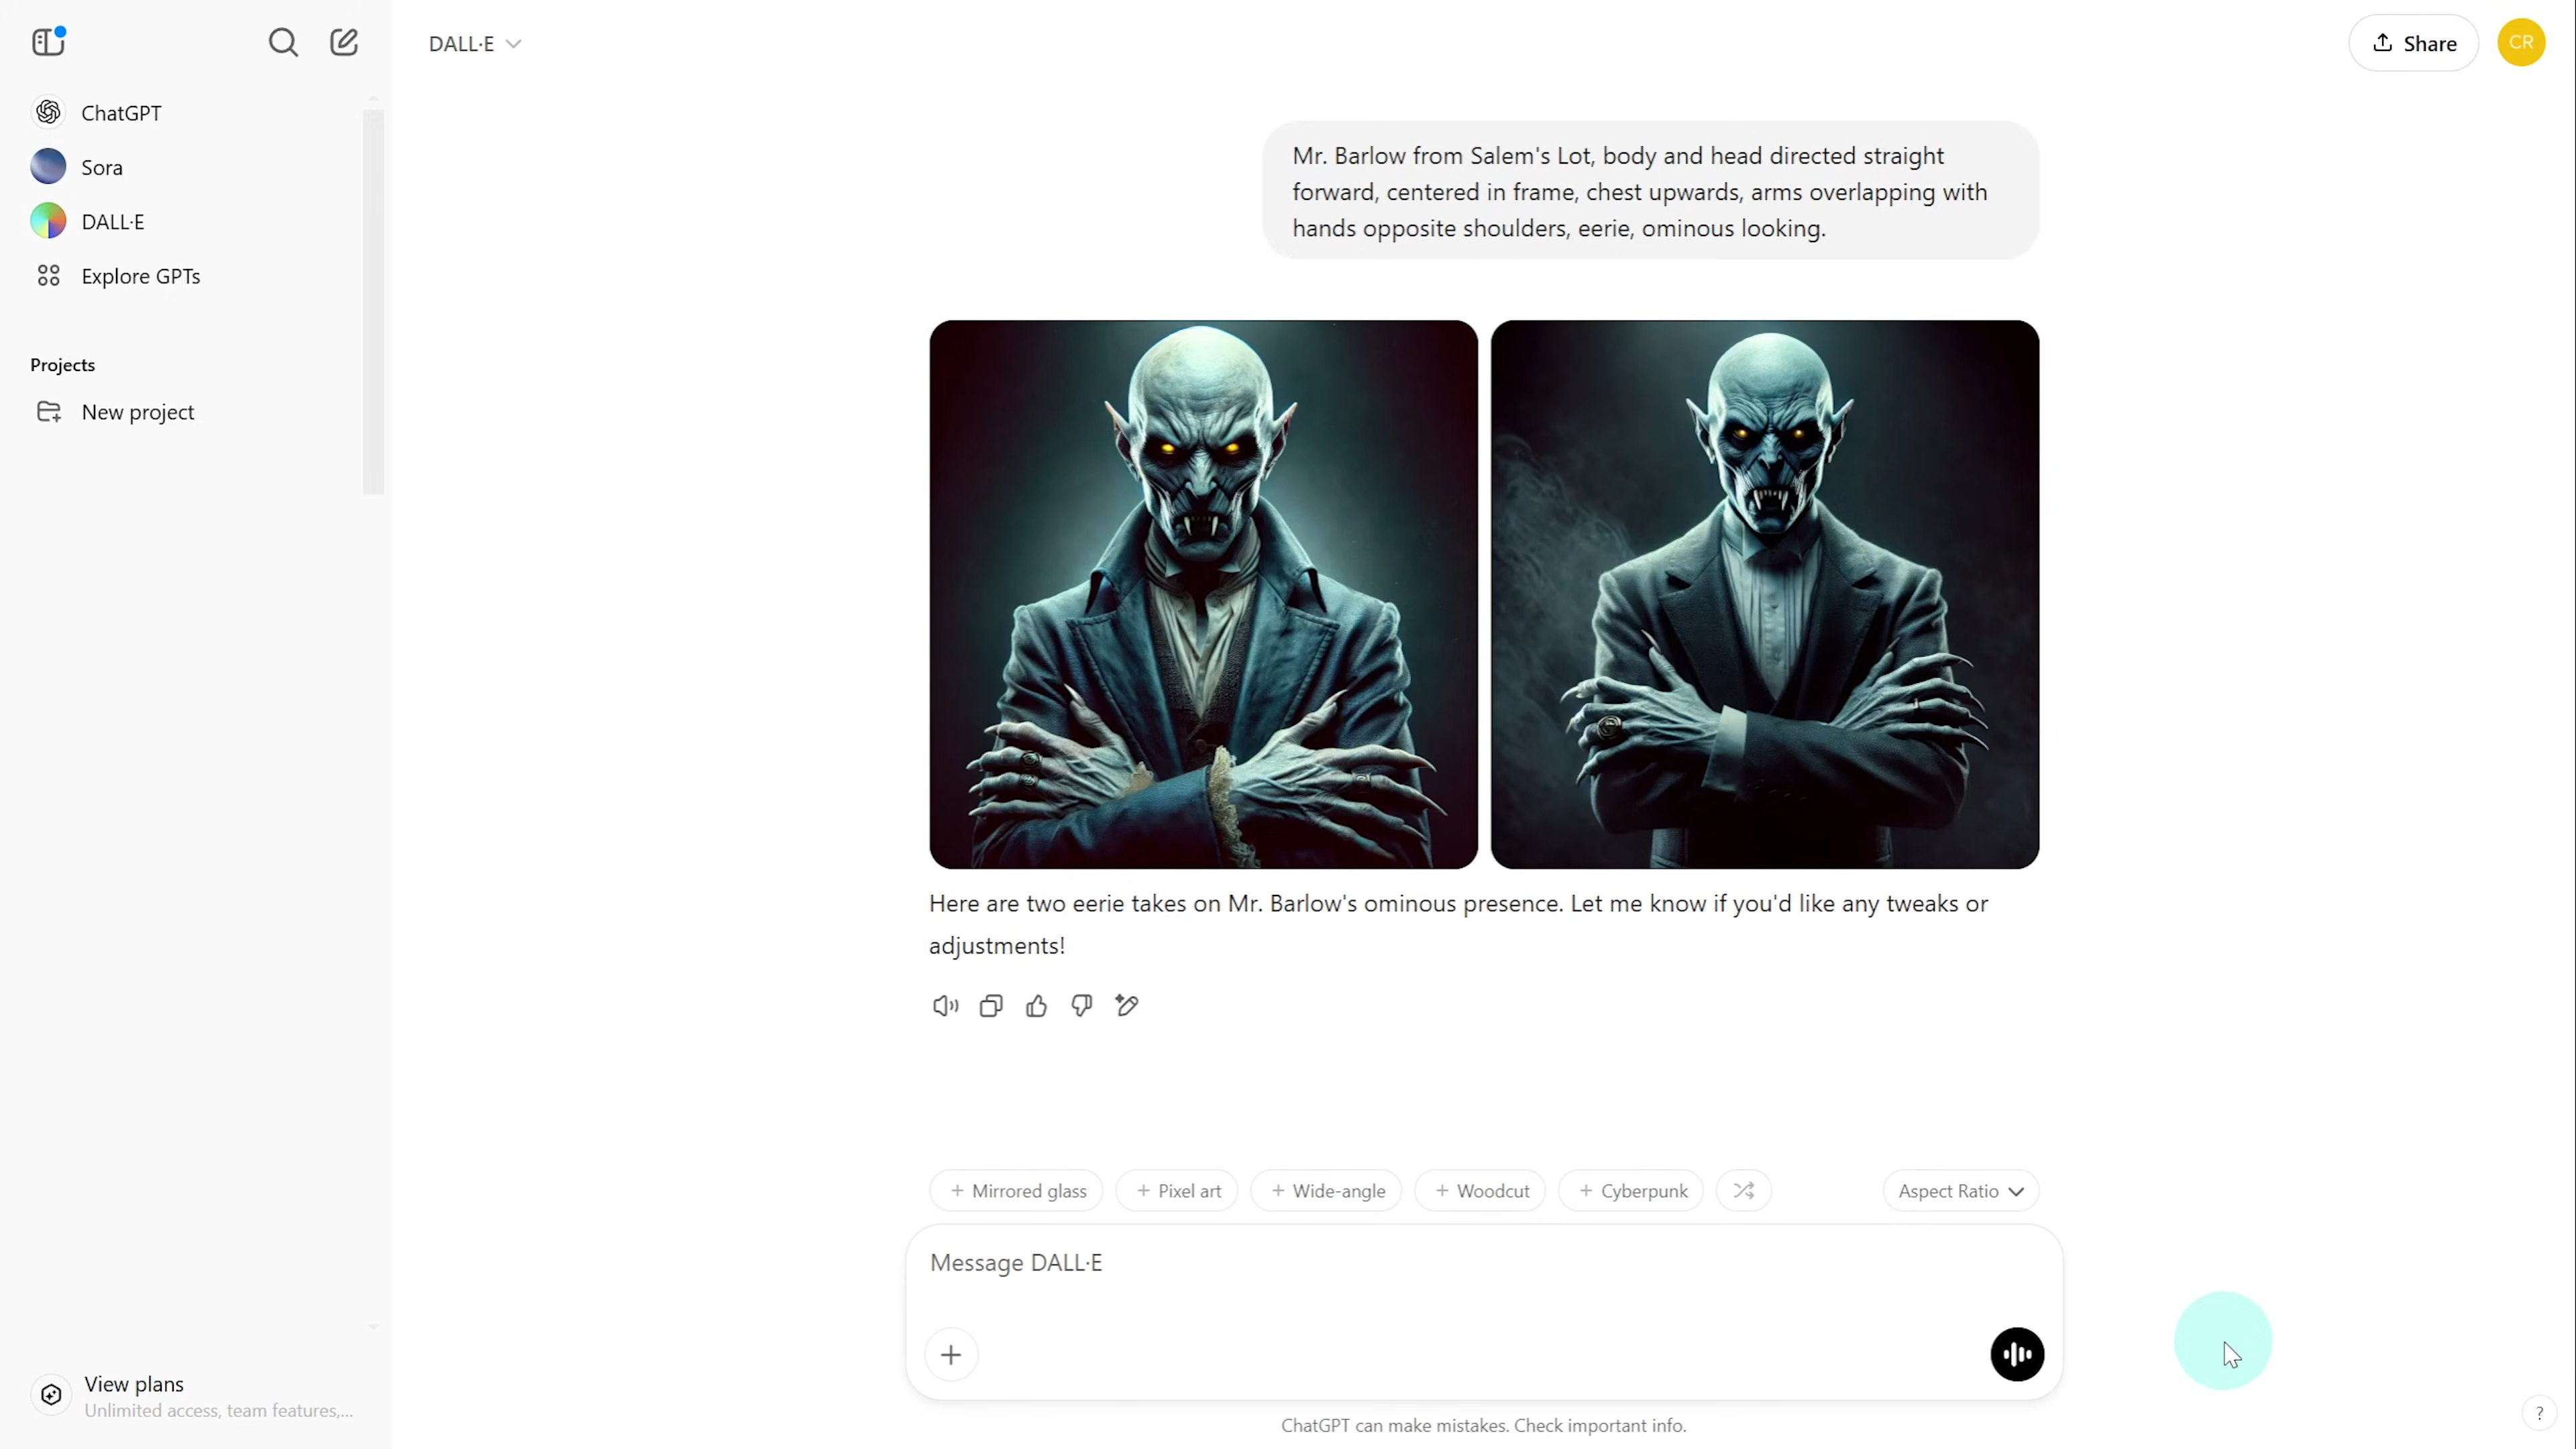 DALL·E
Share
CR
ChatGPT
Sora
DALL·E
Explore GPTs
Projects
New project
Mr. Barlow from Salem's Lot, body and head directed straight
forward, centered in frame, chest upwards, arms overlapping with
hands opposite shoulders, eerie, ominous looking.
Here are two eerie takes on Mr. Barlow's ominous presence. Let me know if you'd like any tweaks or
adjustments!
+ Mirrored glass
+ Pixel art
+ Wide-angle
+ Woodcut
+ Cyberpunk
Aspect Ratio
Message DALL·E
View plans
Unlimited access, team features,...
ChatGPT can make mistakes. Check important info.
?